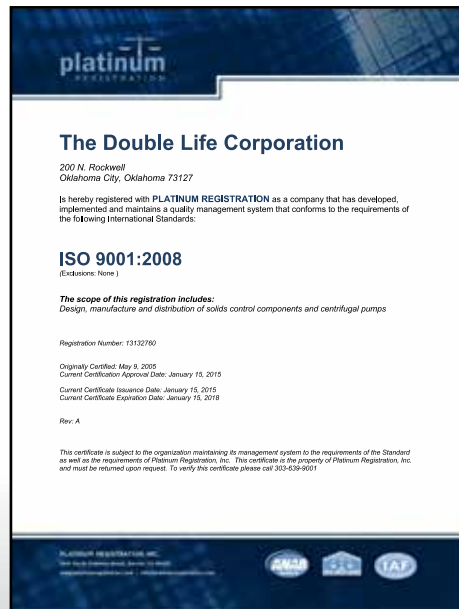 platinum
REGISTRATION
The Double Life Corporation
200 N. Rockwell
Oklahoma City, Oklahoma 73127
Is hereby registered with PLATINUM REGISTRATION as a company that has developed,
implemented and maintains a quality management system that conforms to the requirements of
the following International Standards:
ISO 9001:2008
(Exclusions: None )
The scope of this registration includes:
Design, manufacture and distribution of solids control components and centrifugal pumps
Registration Number: 13132760
Originally Certified: May 9, 2005
Current Certification Approval Date: January 15, 2015
Current Certificate Issuance Date: January 15, 2015
Current Certificate Expiration Date: January 15, 2018
Rev: A
This certificate is subject to the organization maintaining its management system to the requirements of the Standard
as well as the requirements of Platinum Registration, Inc. This certificate is the property of Platinum Registration, Inc.
and must be returned upon request. To verify this certificate please call 303-639-9001
PLATINUM REGISTRATION, INC.
ANAB
IAF